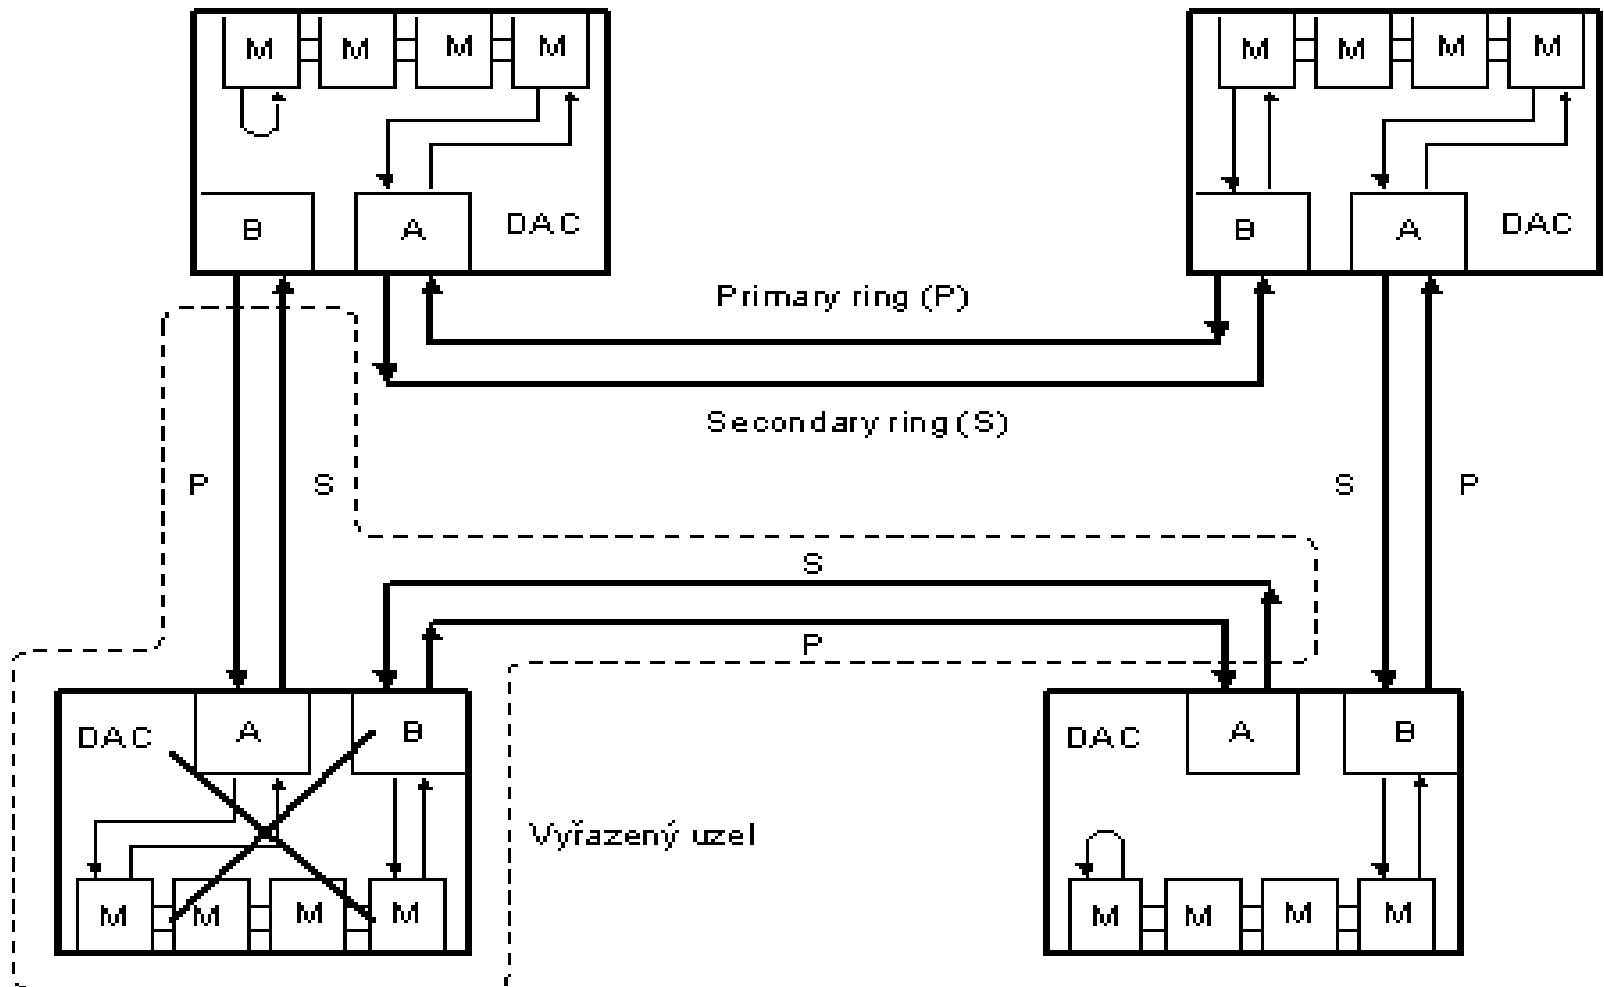 M M M M
M M M M
B A DAC
B A DAC
Primary ring (P)
Secondary ring (S)
P S
S P
S
P
DAC A B
DAC A B
Vyřazený uzel
M M M M
M M M M